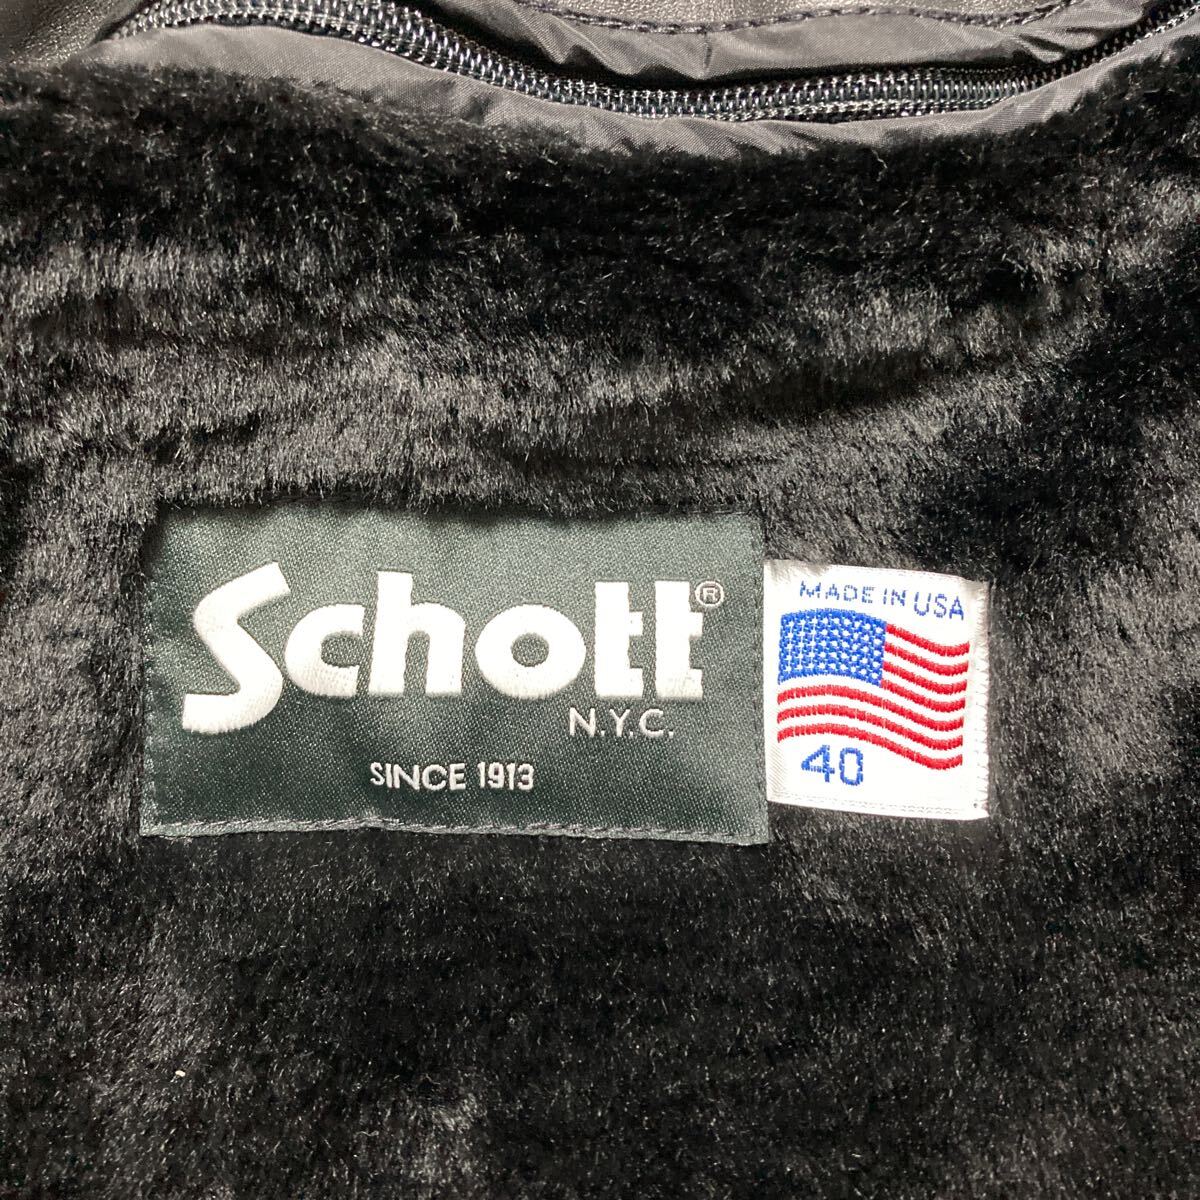 Schott®
N.Y.C.
SINCE 1913
MADE IN USA
40